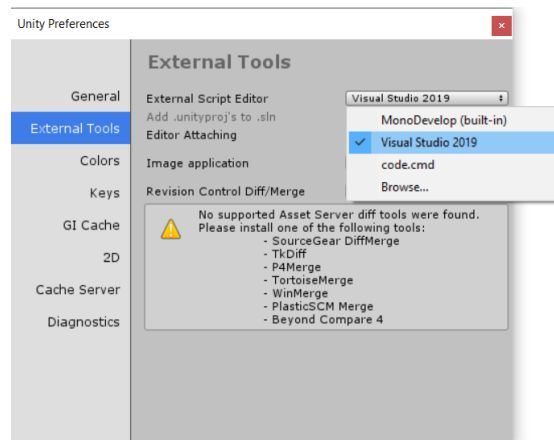 Unity Preferences
External Tools
General
External Tools
Colors
Keys
GI Cache
2D
Cache Server
Diagnostics
External Script Editor
Visual Studio 2019
Add .unityproj's to .sln
Editor Attaching
Image application
Revision Control Diff/Merge
MonoDevelop (built-in)
Visual Studio 2019
code.cmd
Browse...
No supported Asset Server diff tools were found.
Please install one of the following tools:
- SourceGear DiffMerge
- TkDiff
- P4Merge
- TortoiseMerge
- WinMerge
- PlasticSCM Merge
- Beyond Compare 4